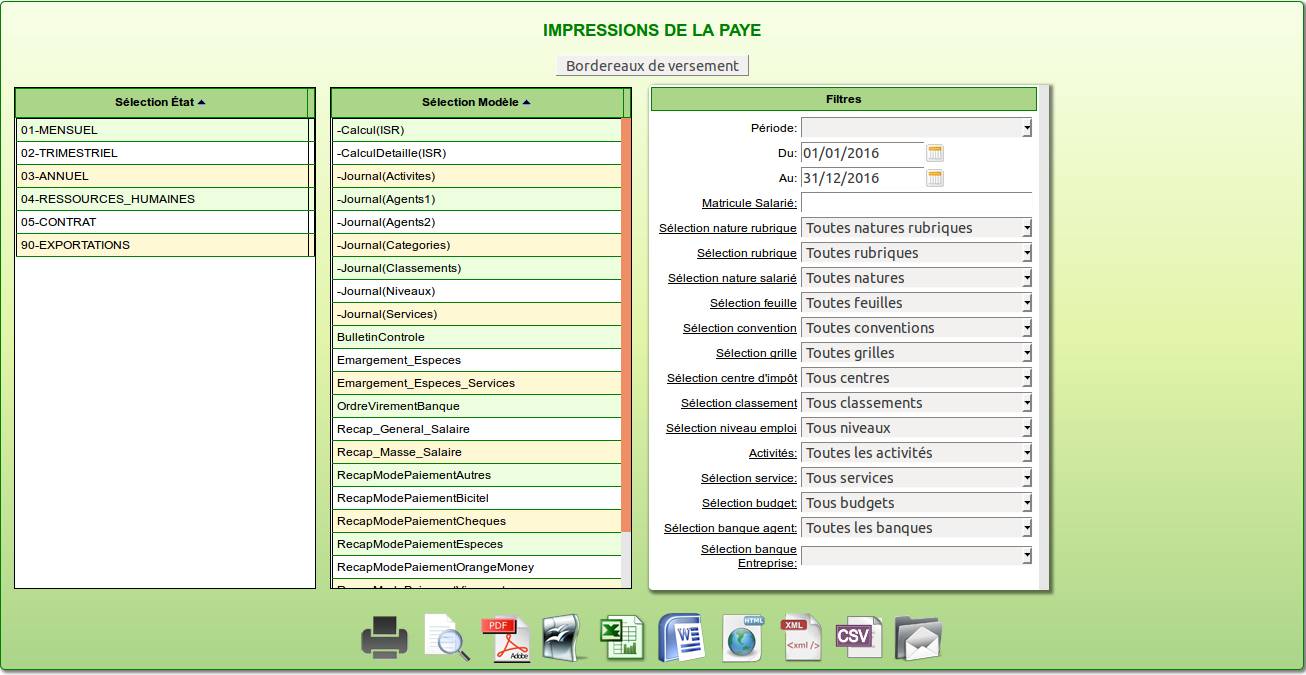 IMPRESSIONS DE LA PAYE
Bordereaux de versement
Sélection État
01-MENSUEL
02-TRIMESTRIEL
03-ANNUEL
04-RESSOURCES_HUMAINES
05-CONTRAT
90-EXPORTATIONS
Sélection Modèle
-Calcul(ISR)
-CalculDetaille(ISR)
-Journal(Activites)
-Journal(Agents1)
-Journal(Agents2)
-Journal(Categories)
-Journal(Classements)
-Journal(Niveaux)
-Journal(Services)
BulletinControle
Emargement_Especes
Emargement_Especes_Services
OrdreVirementBanque
Recap_General_Salaire
Recap_Masse_Salaire
RecapModePaiementAutres
RecapModePaiementBicitel
RecapModePaiementCheques
RecapModePaiementEspeces
RecapModePaiementOrangeMoney
Filtres
Période:
Du: 01/01/2016
Au: 31/12/2016
Matricule Salarié:
Sélection nature rubrique Toutes natures rubriques
Sélection rubrique Toutes rubriques
Sélection nature salarié Toutes natures
Sélection feuille Toutes feuilles
Sélection convention Toutes conventions
Sélection grille Toutes grilles
Sélection centre d'impôt Tous centres
Sélection classement Tous classements
Sélection niveau emploi Tous niveaux
Activités: Toutes les activités
Sélection service: Tous services
Sélection budget: Tous budgets
Sélection banque agent: Toutes les banques
Sélection banque
Entreprise:
PDF
Adobe
X
W
HTML
XML
<xml />
CSV